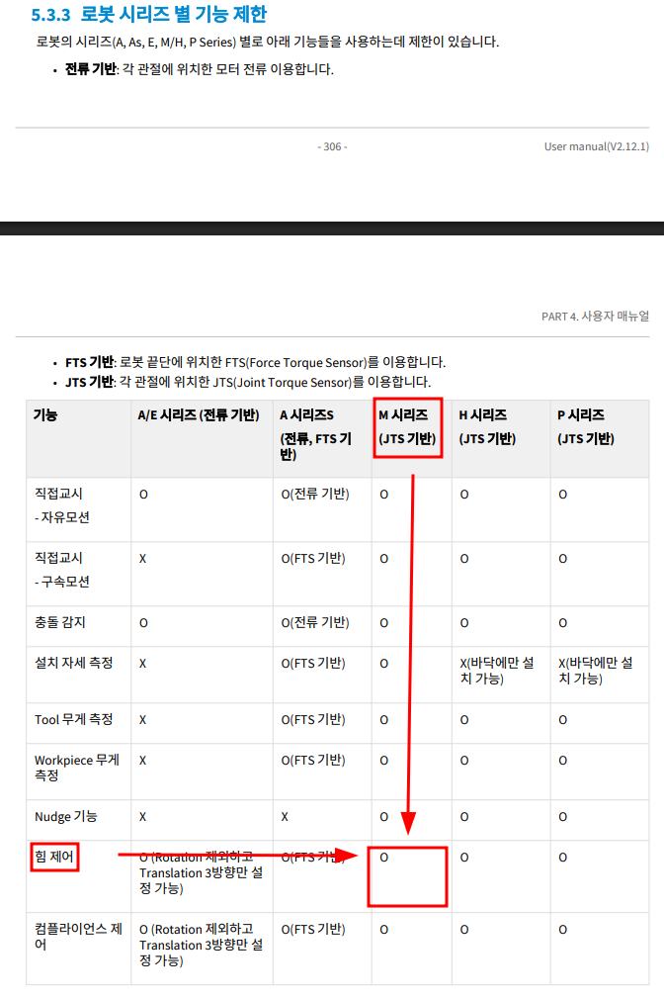 5.3.3 로봇 시리즈 별 기능 제한
로봇의 시리즈(A, As, E, M/H, P Series) 별로 아래 기능들을 사용하는데 제한이 있습니다.
• 전류 기반: 각 관절에 위치한 모터 전류 이용합니다.
- 306 -
User manual(V2.12.1)
PART 4. 사용자 매뉴얼
• FTS 기반: 로봇 끝단에 위치한 FTS(Force Torque Sensor)를 이용합니다.
• JTS 기반: 각 관절에 위치한 JTS(Joint Torque Sensor)를 이용합니다.
기능
A/E 시리즈 (전류 기반)
A 시리즈S
(전류, FTS 기
반)
M 시리즈
(JTS 기반)
H 시리즈
(JTS 기반)
P 시리즈
(JTS 기반)
직접교시
- 자유모션
O
O(전류 기반)
O
O
O
직접교시
- 구속모션
X
O(FTS 기반)
O
O
O
충돌 감지
O
O(전류 기반)
O
O
O
설치 자세 측정
X
O(FTS 기반)
O
X(바닥에만 설
치 가능)
X(바닥에만 설
치 가능)
Tool 무게 측정
X
O(FTS 기반)
O
O
O
Workpiece 무게
측정
X
O(FTS 기반)
O
O
O
Nudge 기능
X
X
O
O
O
힘 제어
O (Rotation 제외하고
Translation 3방향만 설
정 가능)
O(FTS 기반)
O
O
O
컴플라이언스 제
어
O (Rotation 제외하고
Translation 3방향만 설
정 가능)
O(FTS 기반)
O
O
O